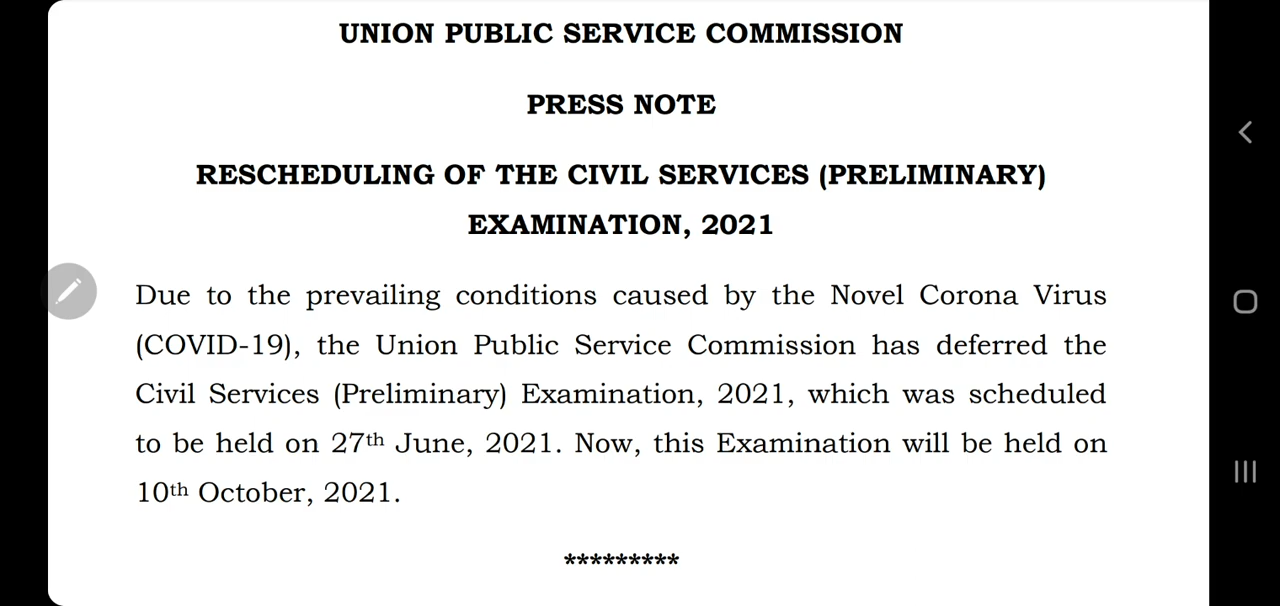 UNION PUBLIC SERVICE COMMISSION
PRESS NOTE
RESCHEDULING OF THE CIVIL SERVICES (PRELIMINARY)
EXAMINATION, 2021
Due to the prevailing conditions caused by the Novel Corona Virus
(COVID-19), the Union Public Service Commission has deferred the
Civil Services (Preliminary) Examination, 2021, which was scheduled
to be held on 27th June, 2021. Now, this Examination will be held on
10th October, 2021.
*********